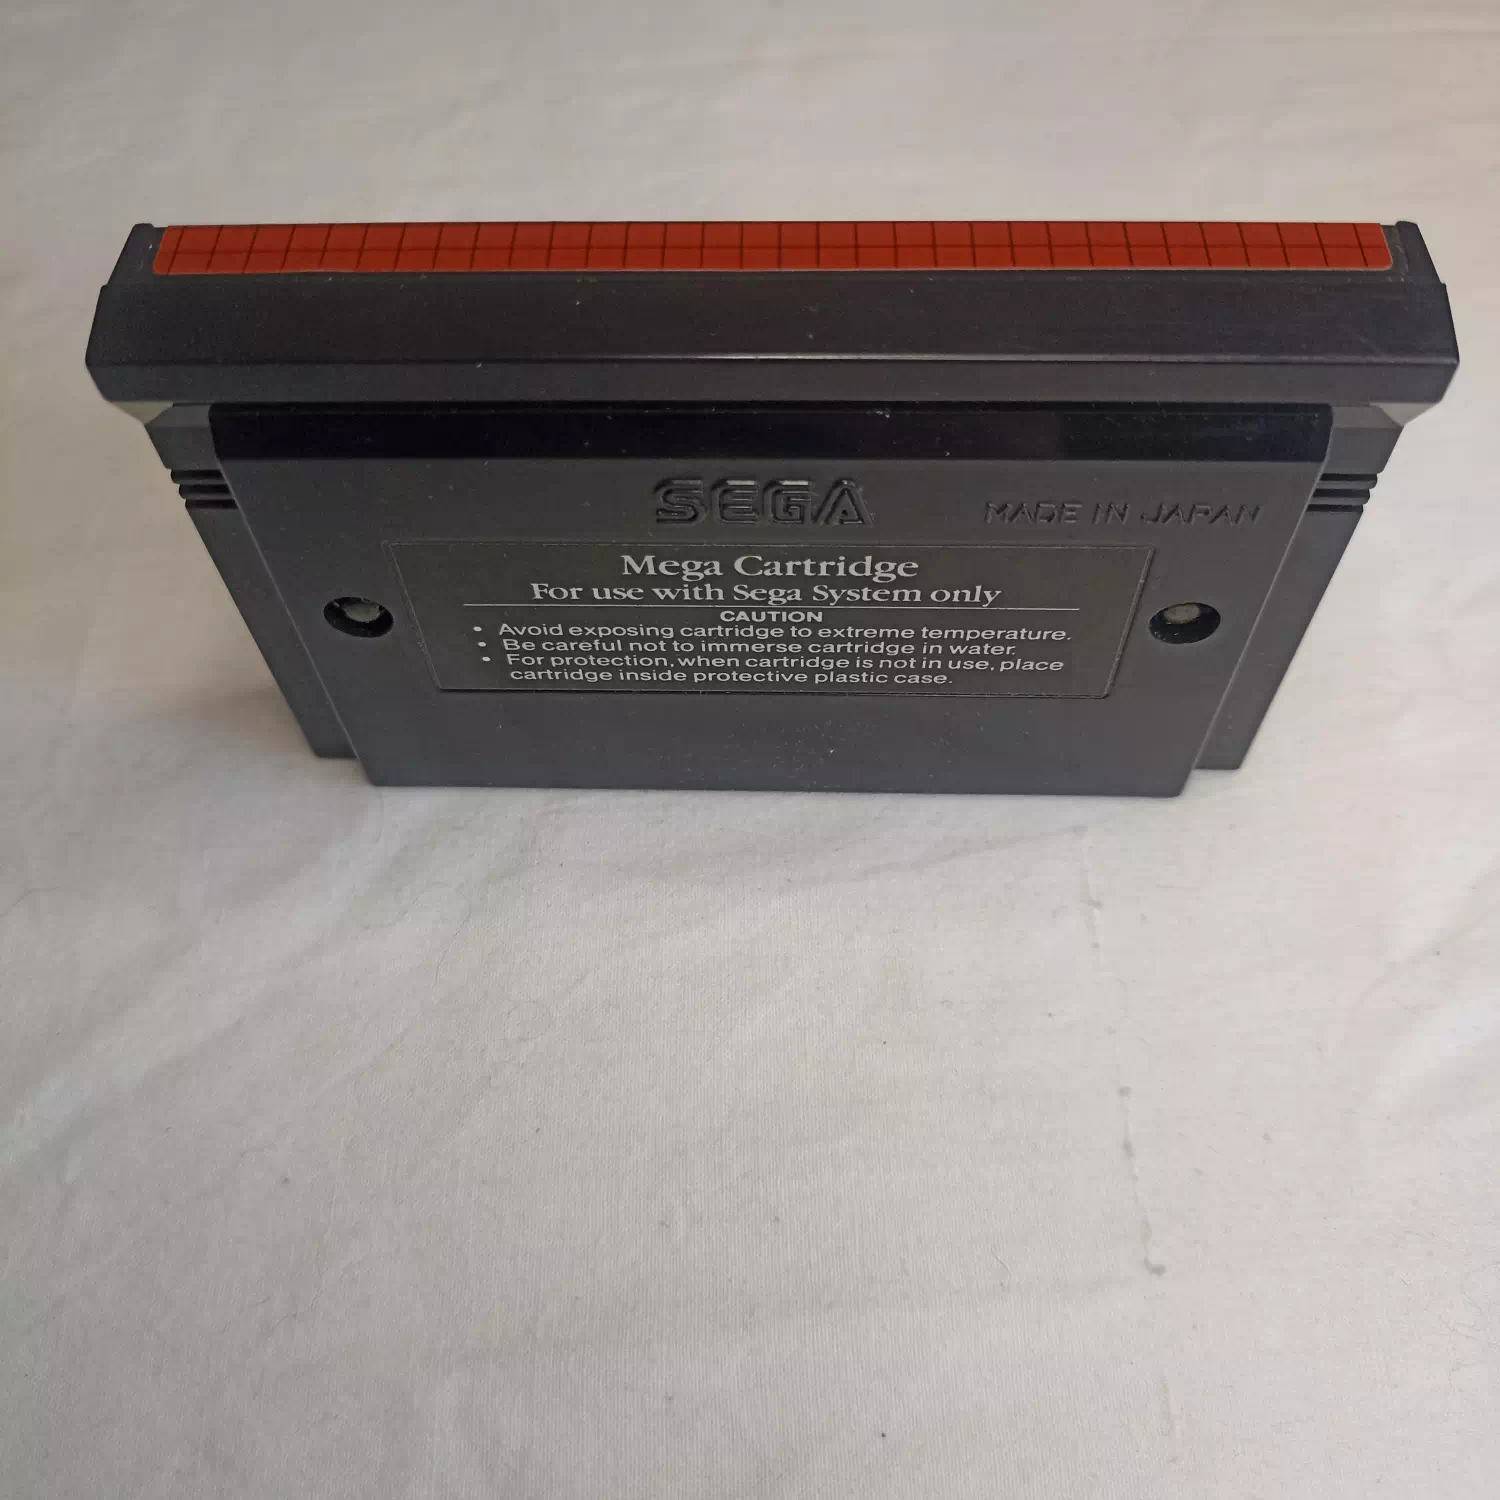 SEGA
MADE IN JAPAN
Mega Cartridge
For use with Sega System only
CAUTION
• Avoid exposing cartridge to extreme temperature.
• Be careful not to immerse cartridge in water.
• For protection, when cartridge is not in use, place
cartridge inside protective plastic case.